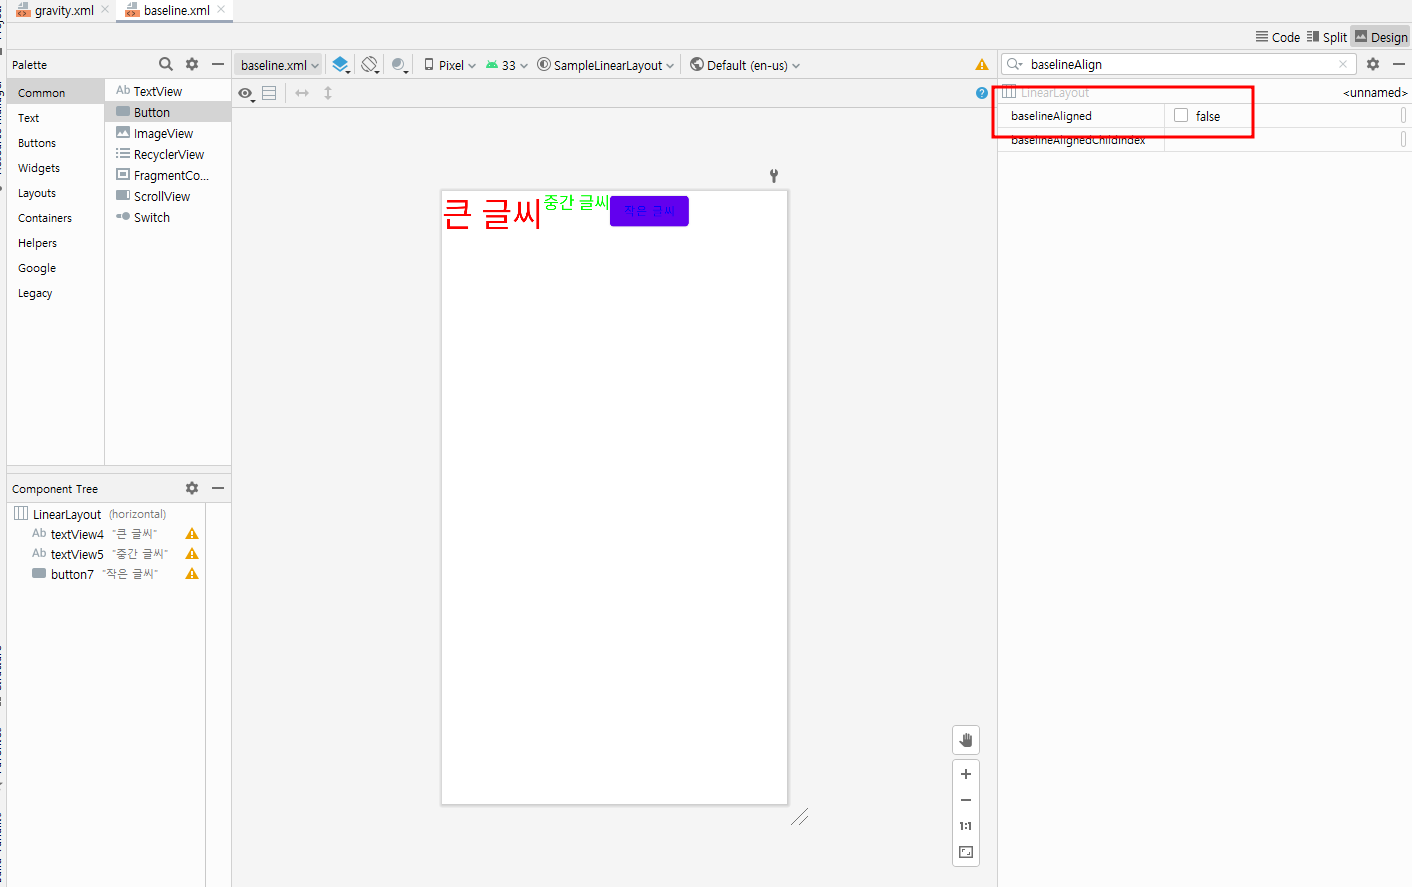 gravity.xml
baseline.xml
Code
Split
Design
Palette
baseline.xml
Pixel
33
SampleLinearLayout
Default (en-us)
baselineAlign
Common
Text
Buttons
Widgets
Layouts
Containers
Helpers
Google
Legacy
Ab TextView
Button
ImageView
RecyclerView
FragmentCo...
ScrollView
Switch
LinearLayout
<unnamed>
baselineAligned
false
baselineAlignedChildIndex
큰 글씨
중간 글씨
작은 글씨
Component Tree
LinearLayout (horizontal)
Ab textView4 "큰 글씨"
Ab textView5 "중간 글씨"
button7 "작은 글씨"
1:1